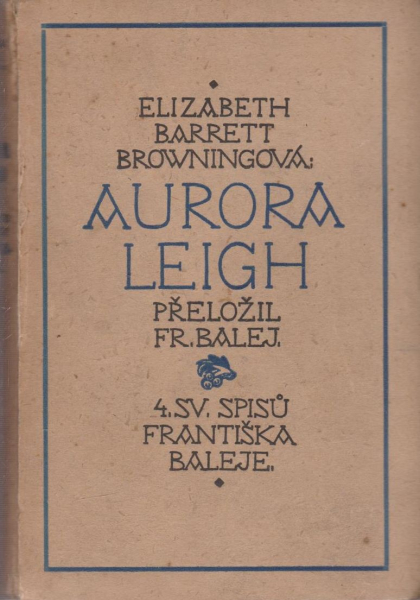 ELIZABETH
BARRETT
BROWNINGOVÁ:
AURORA
LEIGH
PŘELOŽIL
FR. BALEJ.
4. SV. SPISŮ
FRANTIŠKA
BALEJE.